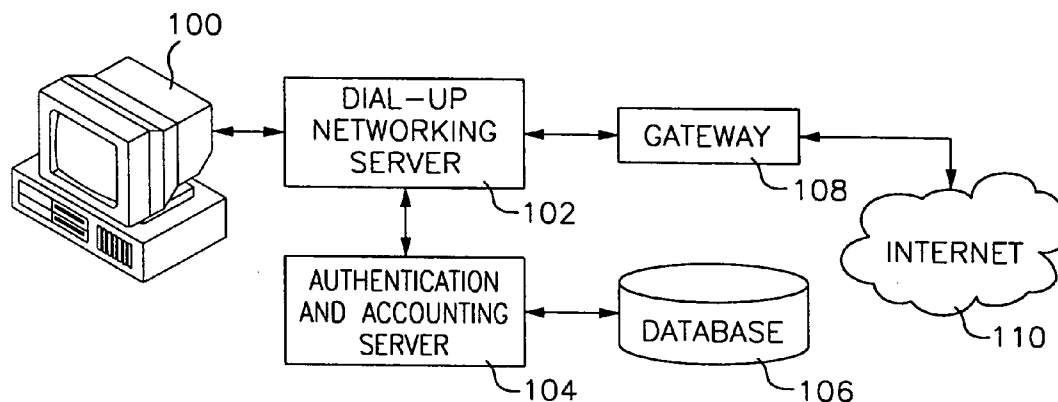 100
DIAL-UP
NETWORKING
SERVER
102
GATEWAY
108
INTERNET
110
AUTHENTICATION
AND ACCOUNTING
SERVER
104
DATABASE
106